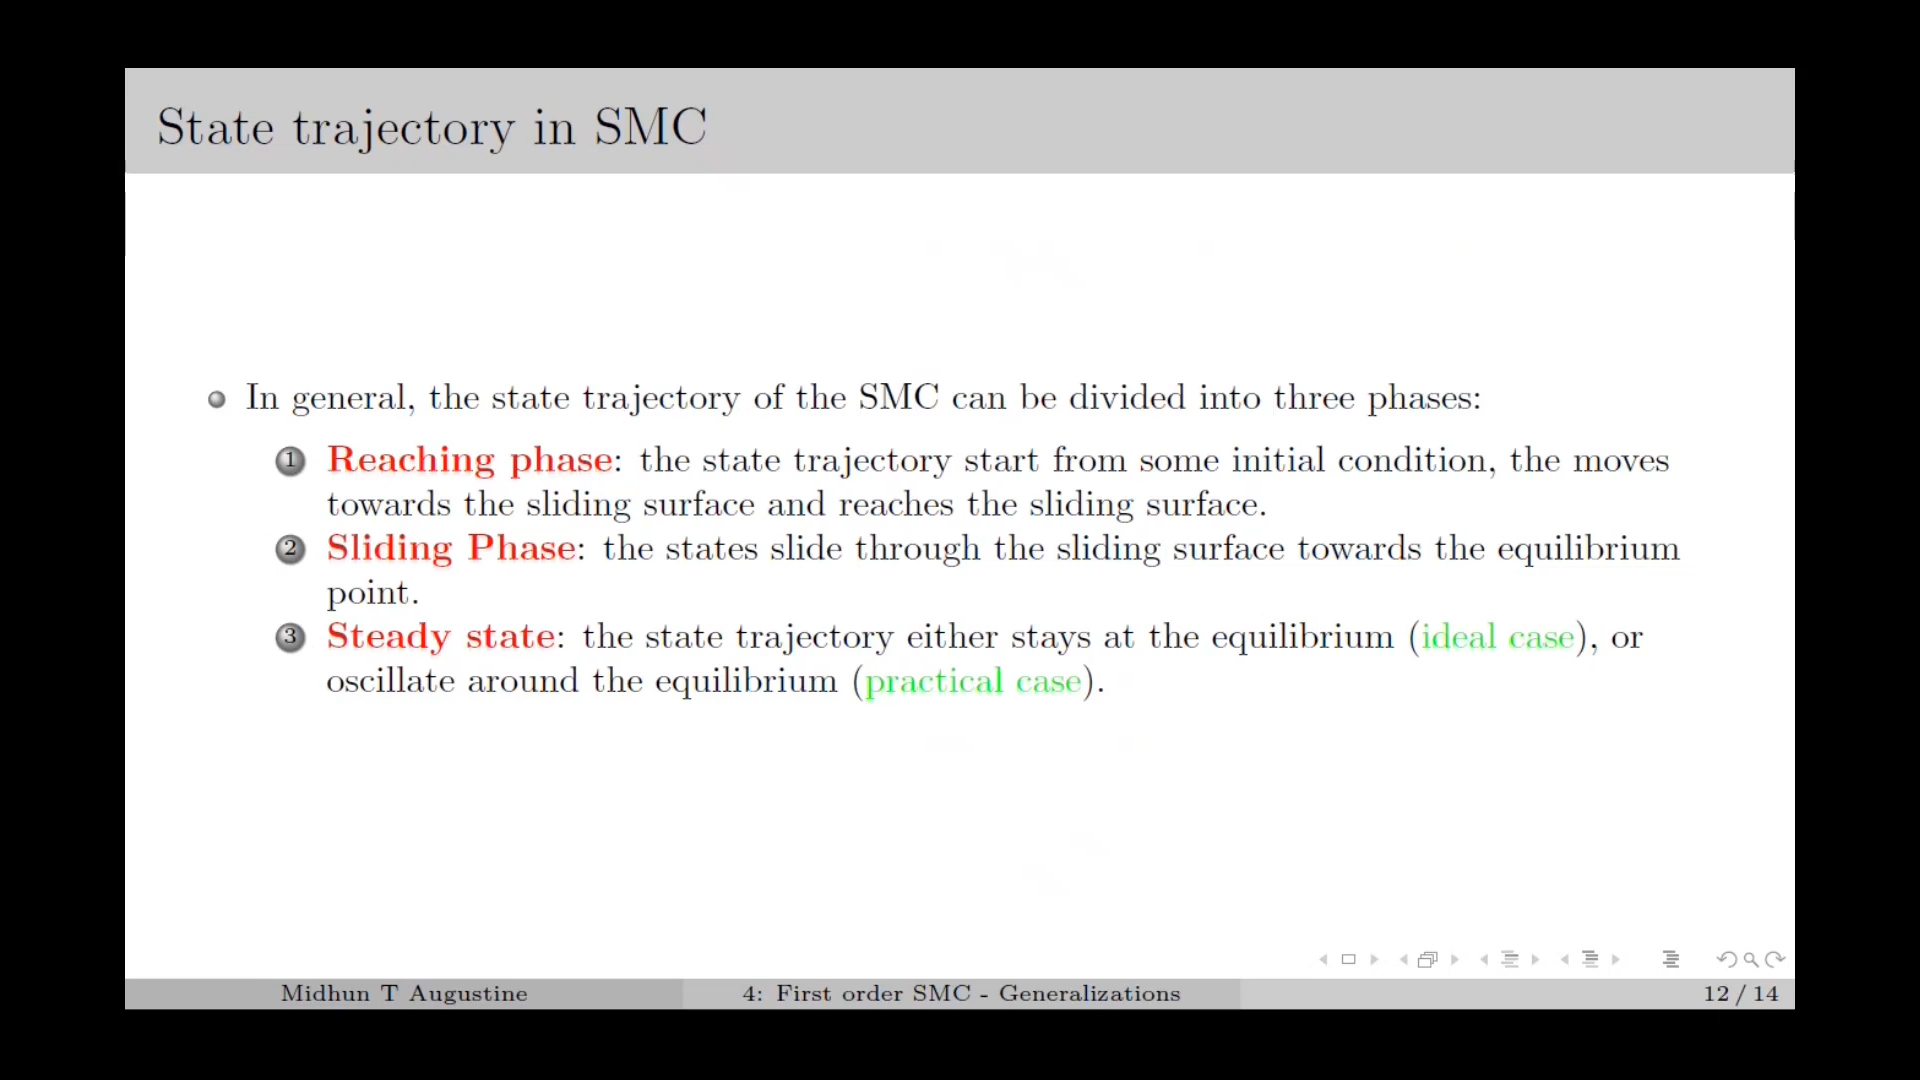 State trajectory in SMC
In general, the state trajectory of the SMC can be divided into three phases:
1 Reaching phase: the state trajectory start from some initial condition, the moves
towards the sliding surface and reaches the sliding surface.
2 Sliding Phase: the states slide through the sliding surface towards the equilibrium
point.
3 Steady state: the state trajectory either stays at the equilibrium (ideal case), or
oscillate around the equilibrium (practical case).
Midhun T Augustine 4: First order SMC - Generalizations 12 / 14